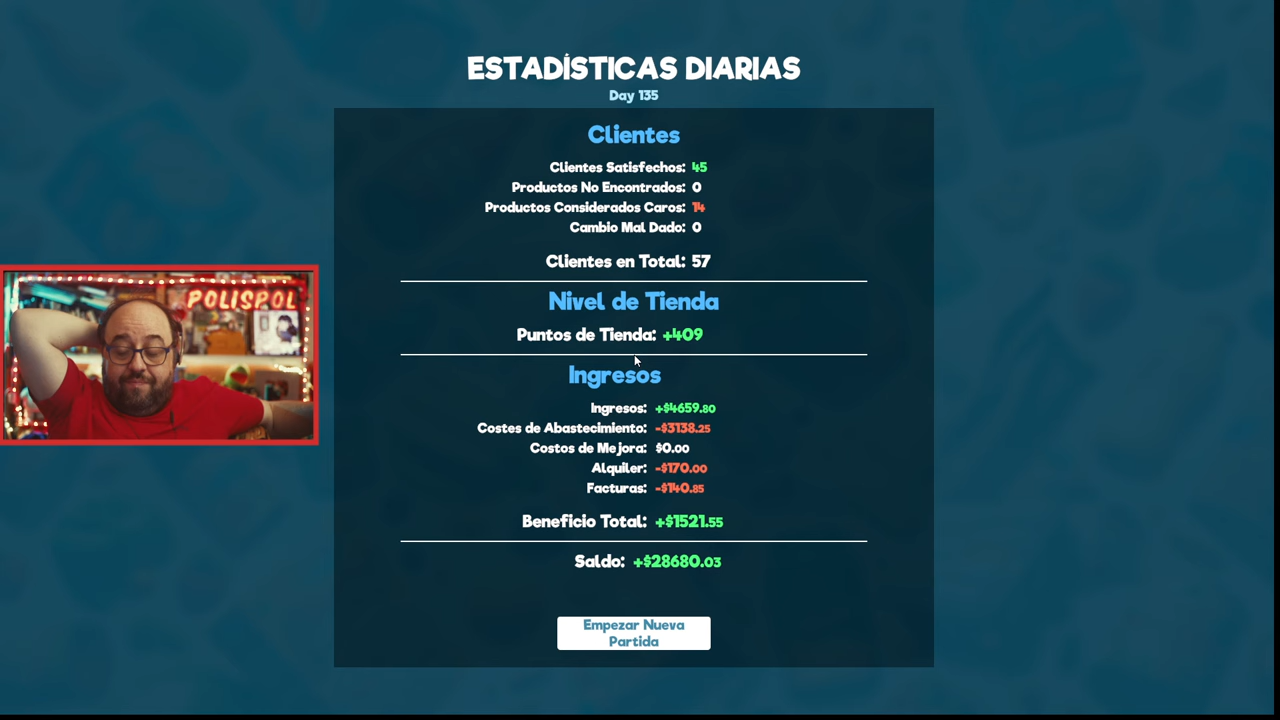 ESTADÍSTICAS DIARIAS
Day 135
Clientes
Clientes Satisfechos: 45
Productos No Encontrados: 0
Productos Considerados Caros: 14
Cambio Mal Dado: 0
Clientes en Total: 57
Nivel de Tienda
Puntos de Tienda: +409
Ingresos
Ingresos: +$4659.80
Costes de Abastecimiento: -$3138.25
Costos de Mejora: $0.00
Alquiler: -$170.00
Facturas: -$140.85
Beneficio Total: +$1521.55
Saldo: +$28680.03
Empezar Nueva
Partida
POLISPOL